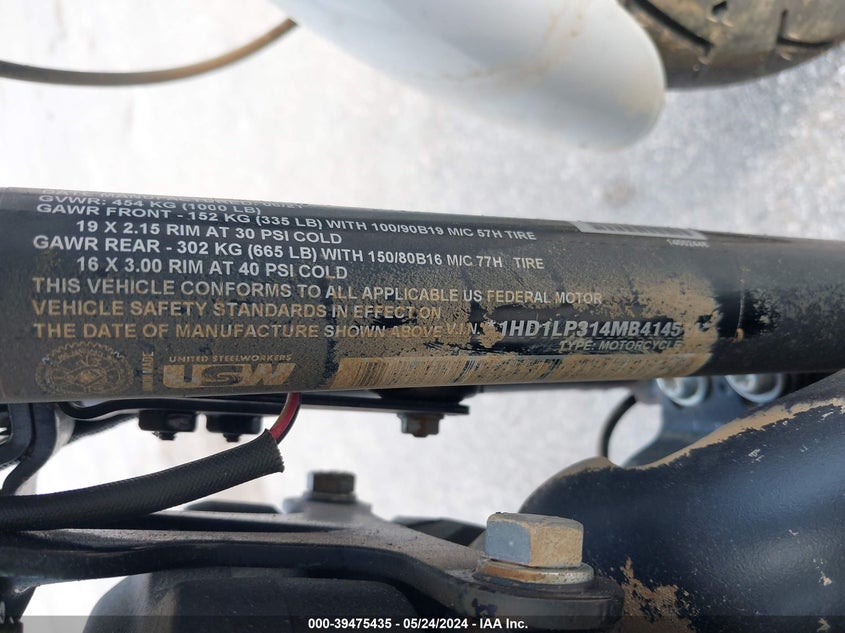 GVWR: 454 KG (1000 LB)
GAWR FRONT - 152 KG (335 LB) WITH 100/90B19 M/C 57H TIRE
19 X 2.15 RIM AT 30 PSI COLD
GAWR REAR - 302 KG (665 LB) WITH 150/80B16 M/C 77H TIRE
16 X 3.00 RIM AT 40 PSI COLD
THIS VEHICLE CONFORMS TO ALL APPLICABLE US FEDERAL MOTOR
VEHICLE SAFETY STANDARDS IN EFFECT ON
THE DATE OF MANUFACTURE SHOWN ABOVE V.I.N. 1HD1LP314MB4145
TYPE: MOTORCYCLE
UNITED STEELWORKERS
USW
MADE
000-39475435 - 05/24/2024 - IAA Inc.